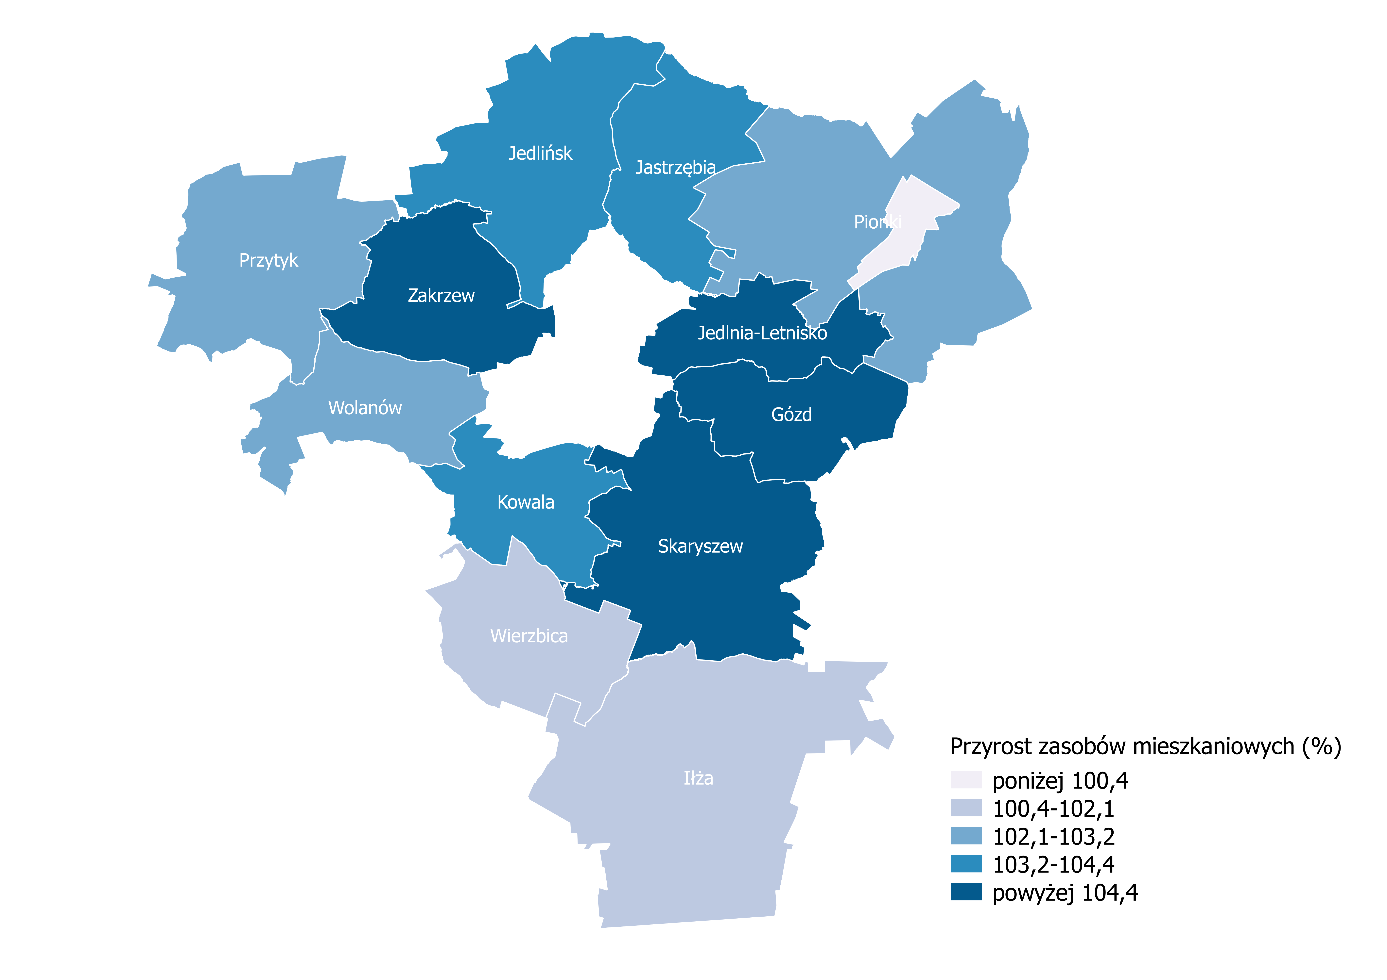 Jedlińsk
Jastrzębia
Pionki
Przytyk
Zakrzew
Jedlnia-Letnisko
Wolanów
Gózd
Kowala
Skaryszew
Wierzbica
Iłża
Przyrost zasobów mieszkaniowych (%)
poniżej 100,4
100,4-102,1
102,1-103,2
103,2-104,4
powyżej 104,4